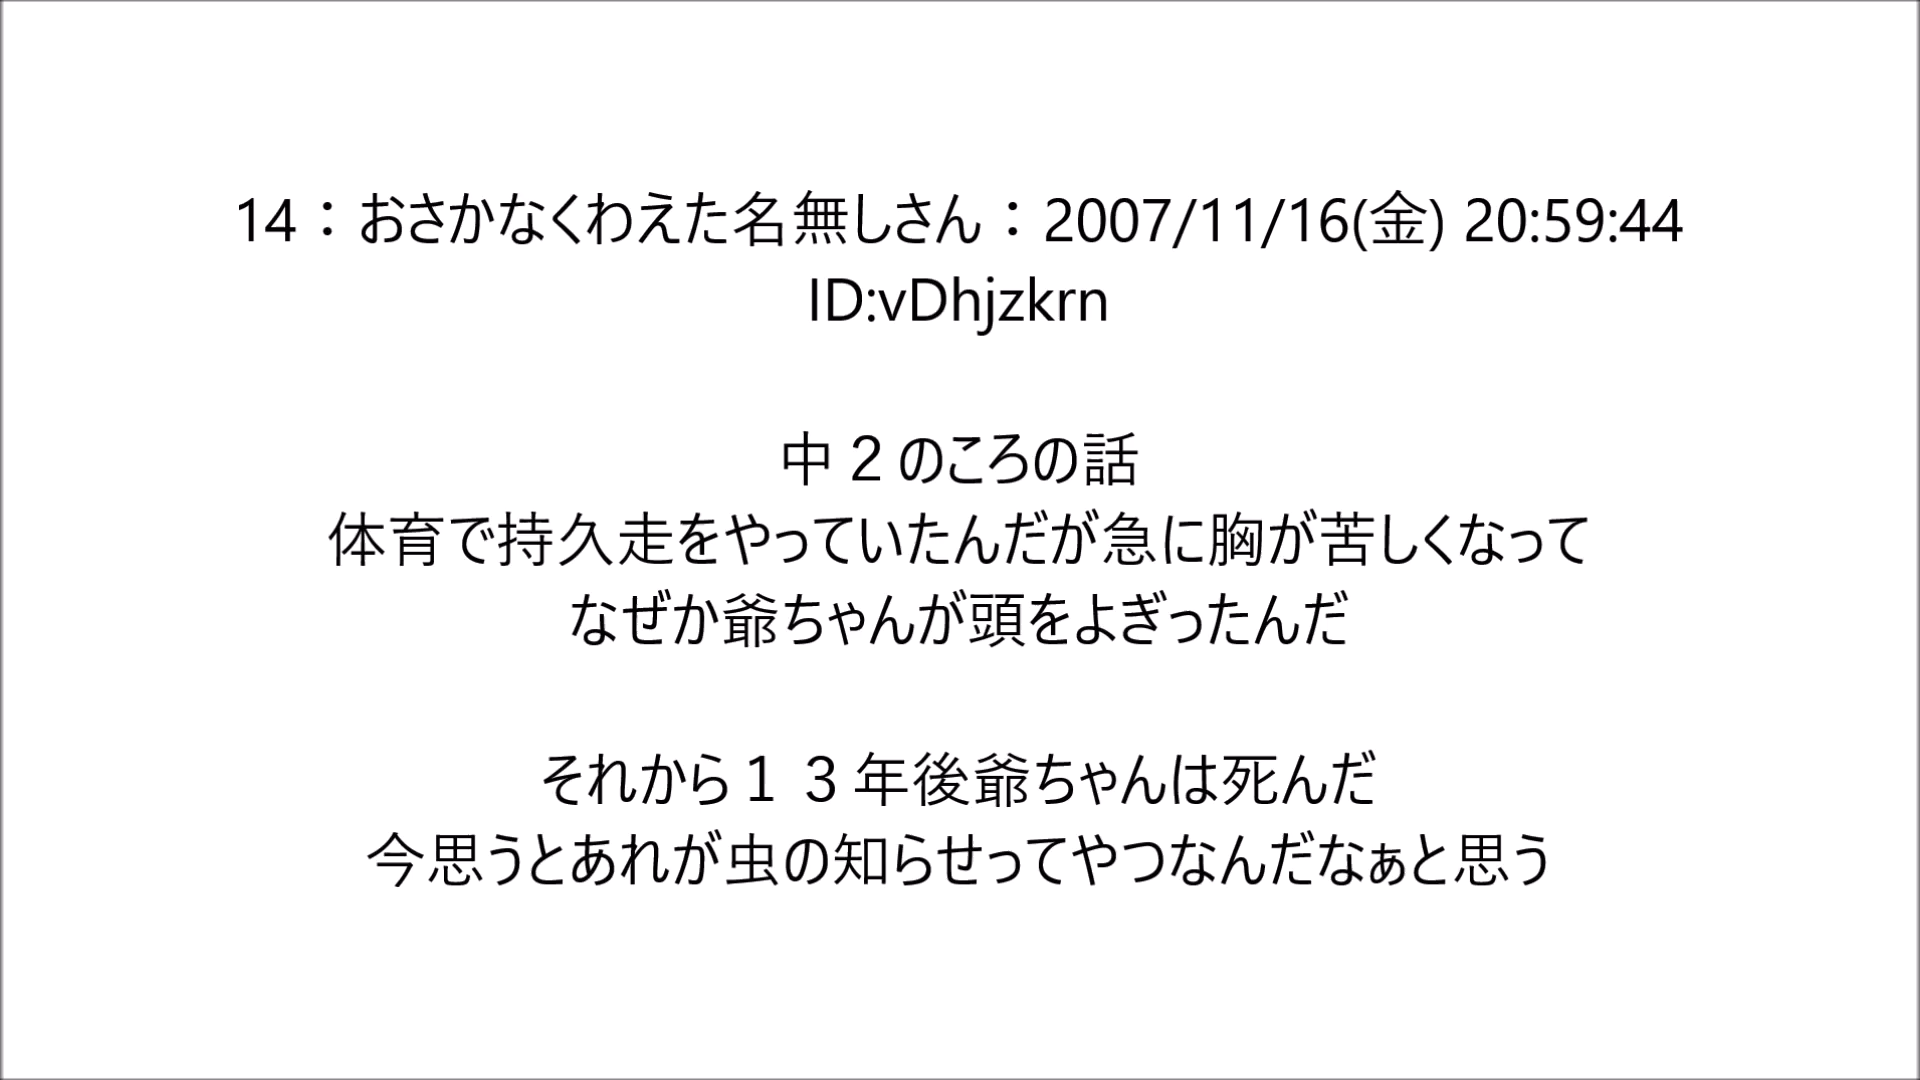 14：おさかなくわえた名無しさん：2007/11/16(金) 20:59:44
ID:vDhjzkrn
中２のころの話
体育で持久走をやっていたんだが急に胸が苦しくなって
なぜか爺ちゃんが頭をよぎったんだ
それから１３年後爺ちゃんは死んだ
今思うとあれが虫の知らせってやつなんだなぁと思う